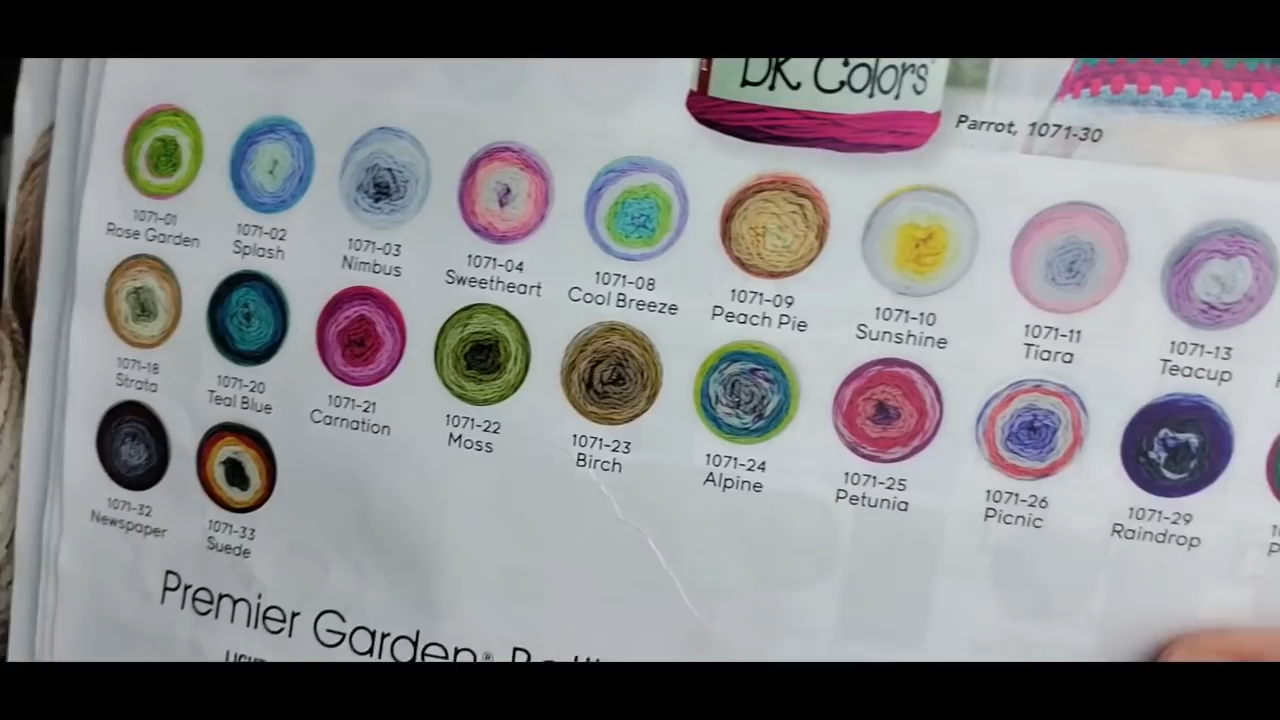 DK Colors
Parrot, 1071-30
1071-01
Rose Garden
1071-02
Splash
1071-03
Nimbus
1071-04
Sweetheart
1071-08
Cool Breeze
1071-09
Peach Pie
1071-10
Sunshine
1071-11
Tiara
1071-13
Teacup
1071-18
Strata
1071-20
Teal Blue
1071-21
Carnation
1071-22
Moss
1071-23
Birch
1071-24
Alpine
1071-25
Petunia
1071-26
Picnic
1071-29
Raindrop
1071-32
Newspaper
1071-33
Suede
Premier Garden®